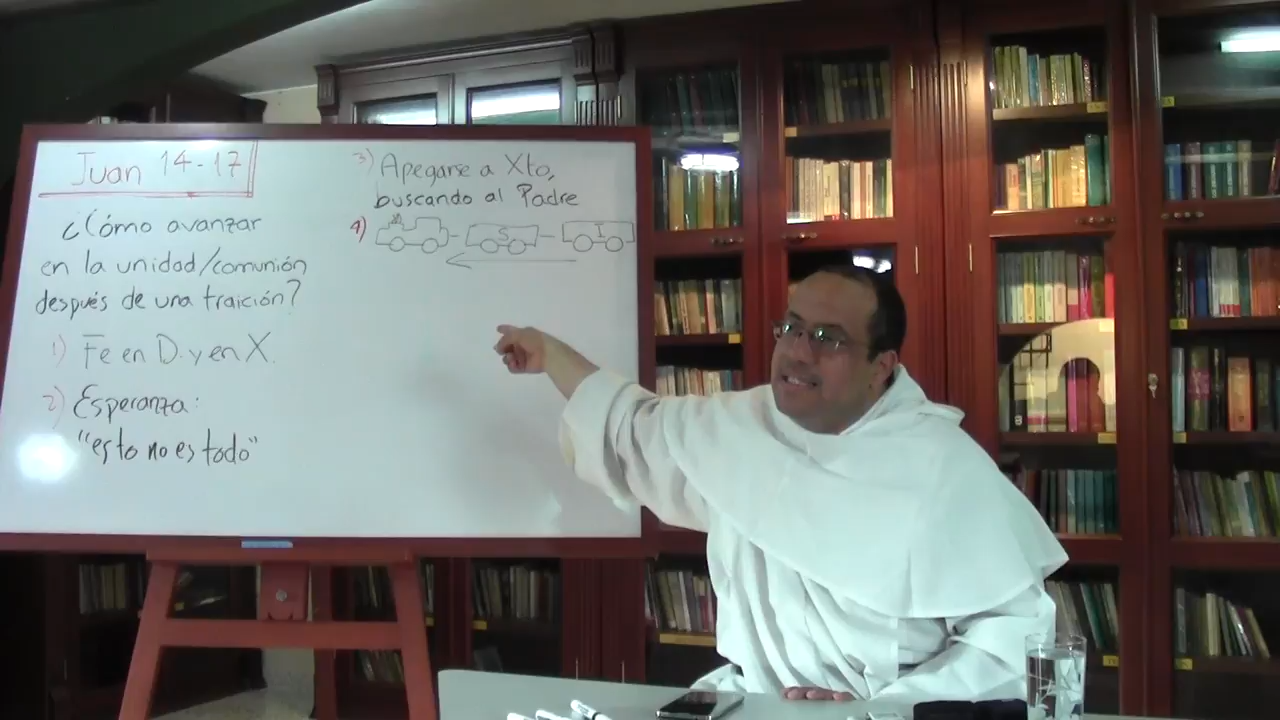 Juan 14-17
¿Cómo avanzar
en la unidad/comunión
después de una traición?
1) Fe en D. y en X.
2) Esperanza:
"esto no es todo"
3) Apegarse a Xto,
buscando al Padre
4)
S
I